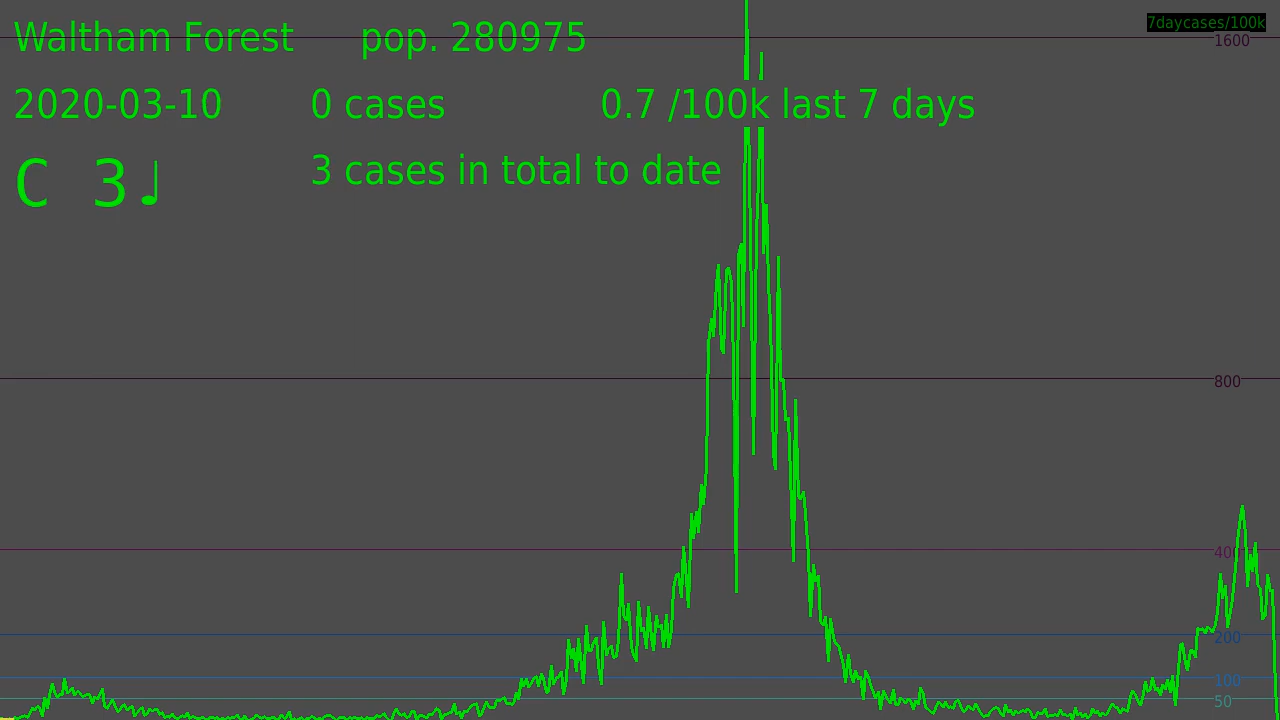 Waltham Forest pop. 280975
7daycases/100k
1600
2020-03-10 0 cases 0.7 /100k last 7 days
C 3♩ 3 cases in total to date
800
400
200
100
50